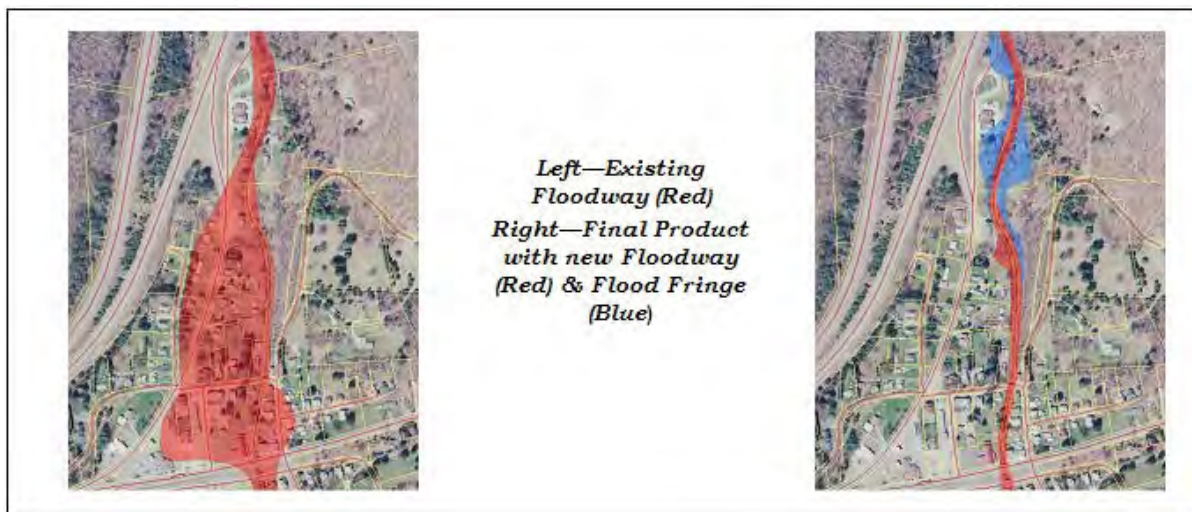 Left—Existing
Floodway (Red)
Right—Final Product
with new Floodway
(Red) & Flood Fringe
(Blue)